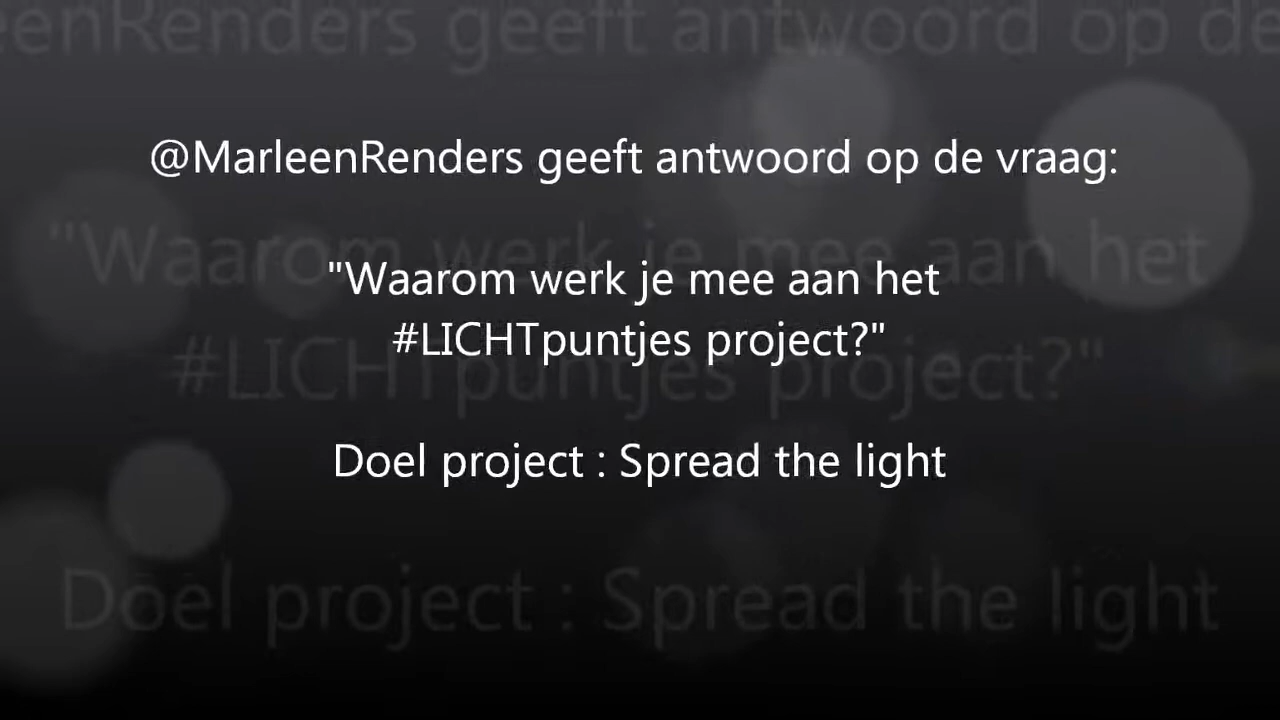 @MarleenRenders geeft antwoord op de vraag:
"Waarom werk je mee aan het
#LICHTpuntjes project?"
Doel project : Spread the light